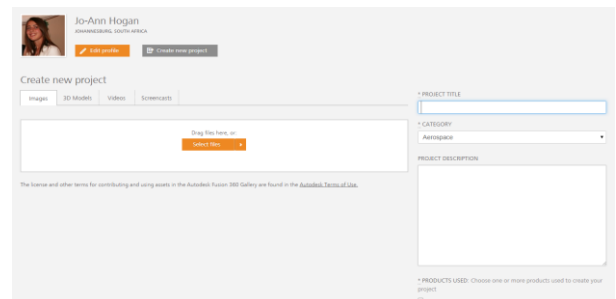 Jo-Ann Hogan
JOHANNESBURG, SOUTH AFRICA
Edit profile
Create new project
Create new project
Images
3D Models
Videos
Screencasts
Drag files here, or:
Select files
The license and other terms for contributing and using assets in the Autodesk Fusion 360 Gallery are found in the Autodesk Terms of Use.
* PROJECT TITLE
* CATEGORY
Aerospace
PROJECT DESCRIPTION
* PRODUCTS USED: Choose one or more products used to create your
project